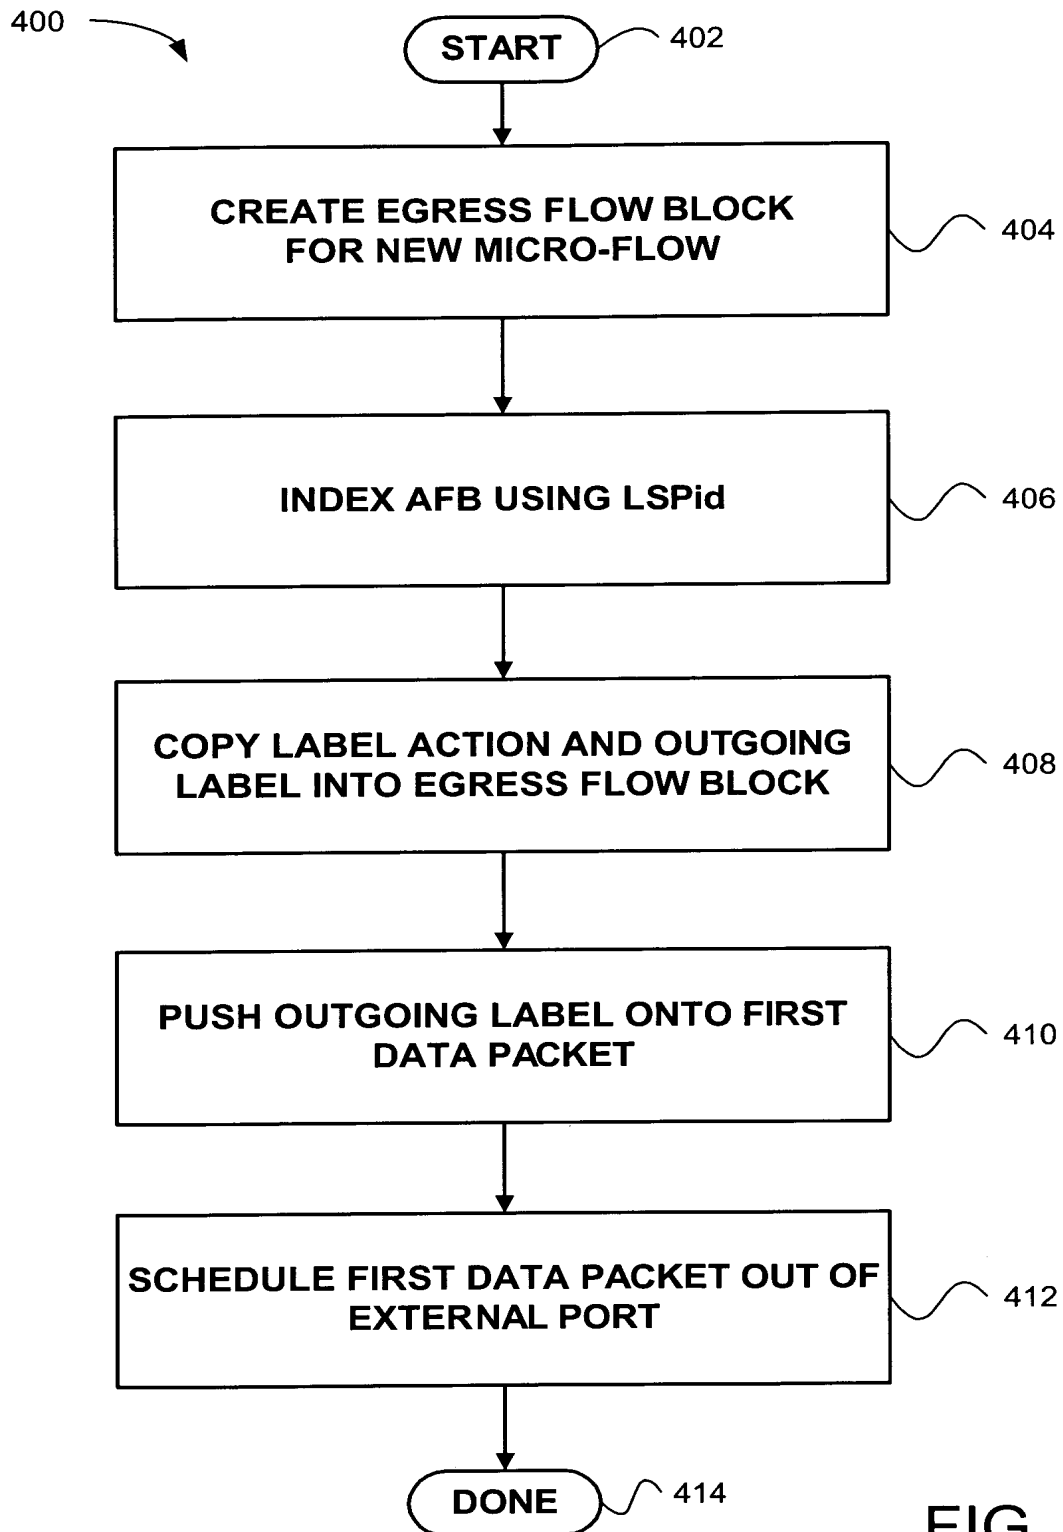 400
START
402
CREATE EGRESS FLOW BLOCK
FOR NEW MICRO-FLOW
404
INDEX AFB USING LSPid
406
COPY LABEL ACTION AND OUTGOING
LABEL INTO EGRESS FLOW BLOCK
408
PUSH OUTGOING LABEL ONTO FIRST
DATA PACKET
410
SCHEDULE FIRST DATA PACKET OUT OF
EXTERNAL PORT
412
DONE
414
FIG